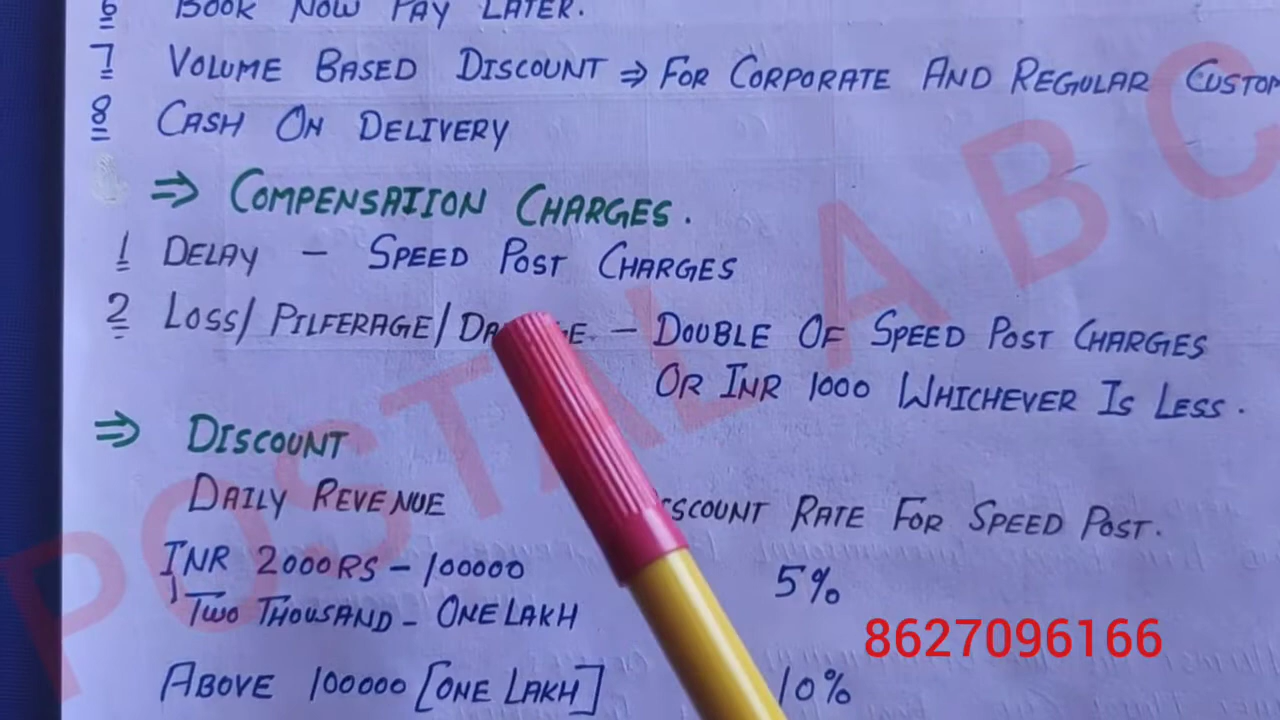 6 BOOK NOW PAY LATER.
7 VOLUME BASED DISCOUNT ⇒ FOR CORPORATE AND REGULAR
8 CASH ON DELIVERY
⇒ COMPENSATION CHARGES.
1 DELAY - SPEED POST CHARGES
2 LOSS/ PILFERAGE/ - DOUBLE OF SPEED POST CHARGES
OR INR 1000 WHICHEVER IS LESS.
⇒ DISCOUNT
DAILY REVENUE RATE FOR SPEED POST.
INR 2000RS - 100000 5%
TWO THOUSAND - ONE LAKH
8627096166
ABOVE 100000 [ONE LAKH] 10%
POSTAL ABC